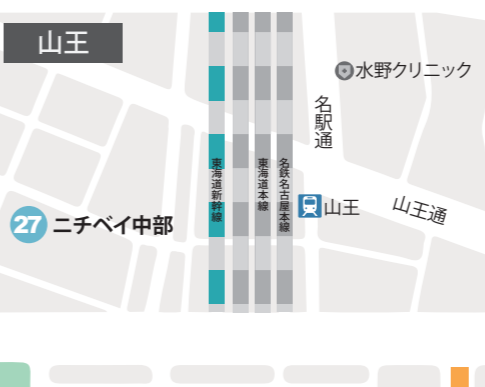 山王
水野クリニック
名駅通
東海道新幹線
東海道本線
名鉄名古屋本線
山王
山王通
27 ニチベイ中部